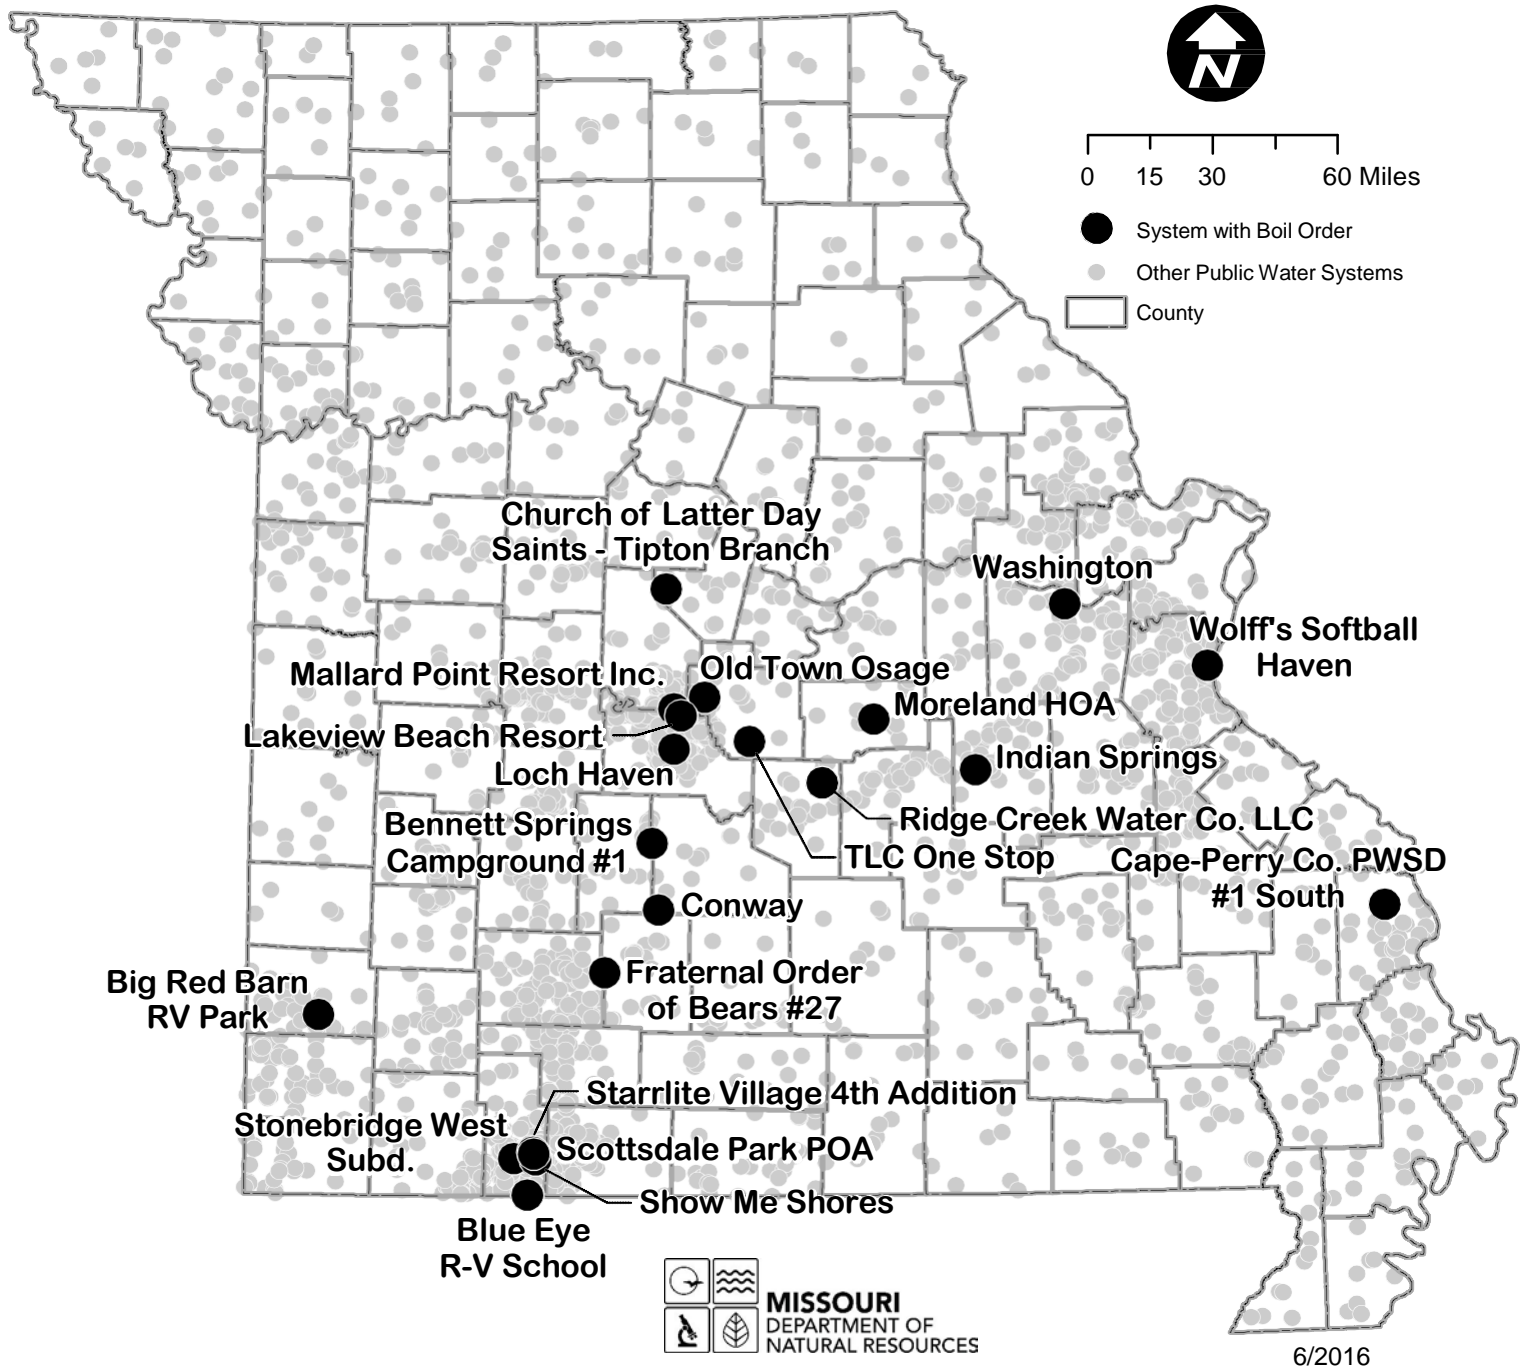 N
0 15 30 60 Miles
System with Boil Order
Other Public Water Systems
County
Church of Latter Day
Saints - Tipton Branch
Washington
Wolff's Softball
Haven
Mallard Point Resort Inc.
Old Town Osage
Moreland HOA
Lakeview Beach Resort
Loch Haven
Indian Springs
Bennett Springs
Campground #1
Ridge Creek Water Co. LLC
TLC One Stop
Cape-Perry Co. PWSD
#1 South
Conway
Big Red Barn
RV Park
Fraternal Order
of Bears #27
Starrlite Village 4th Addition
Stonebridge West
Subd.
Scottsdale Park POA
Show Me Shores
Blue Eye
R-V School
MISSOURI
DEPARTMENT OF
NATURAL RESOURCES
6/2016